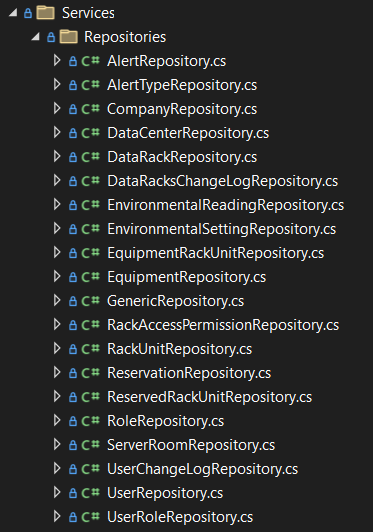 Services
Repositories
C# AlertRepository.cs
C# AlertTypeRepository.cs
C# CompanyRepository.cs
C# DataCenterRepository.cs
C# DataRackRepository.cs
C# DataRacksChangeLogRepository.cs
C# EnvironmentalReadingRepository.cs
C# EnvironmentalSettingRepository.cs
C# EquipmentRackUnitRepository.cs
C# EquipmentRepository.cs
C# GenericRepository.cs
C# RackAccessPermissionRepository.cs
C# RackUnitRepository.cs
C# ReservationRepository.cs
C# ReservedRackUnitRepository.cs
C# RoleRepository.cs
C# ServerRoomRepository.cs
C# UserChangeLogRepository.cs
C# UserRepository.cs
C# UserRoleRepository.cs